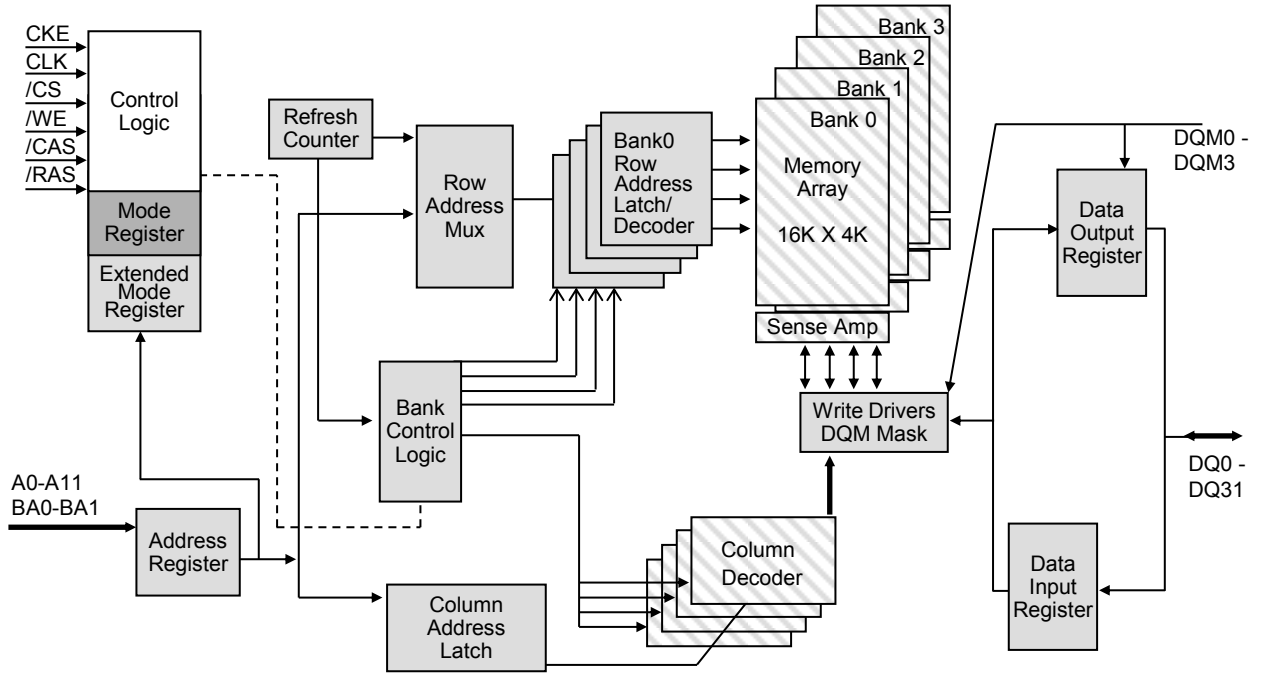 CKE
CLK
/CS
/WE
/CAS
/RAS
Control
Logic
Mode
Register
Extended
Mode
Register
Refresh
Counter
Row
Address
Mux
Bank0
Row
Address
Latch/
Decoder
Bank 3
Bank 2
Bank 1
Bank 0
Memory
Array
16K X 4K
Sense Amp
DQM0 -
DQM3
Data
Output
Register
Bank
Control
Logic
Write Drivers
DQM Mask
DQ0 -
DQ31
A0-A11
BA0-BA1
Address
Register
Column
Decoder
Data
Input
Register
Column
Address
Latch